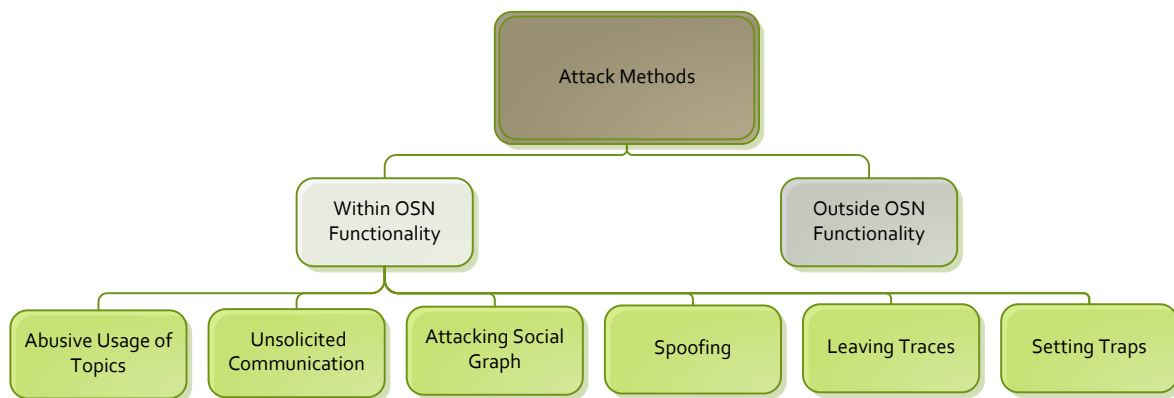 Attack Methods
Within OSN
Functionality
Outside OSN
Functionality
Abusive Usage of
Topics
Unsolicited
Communication
Attacking Social
Graph
Spoofing
Leaving Traces
Setting Traps